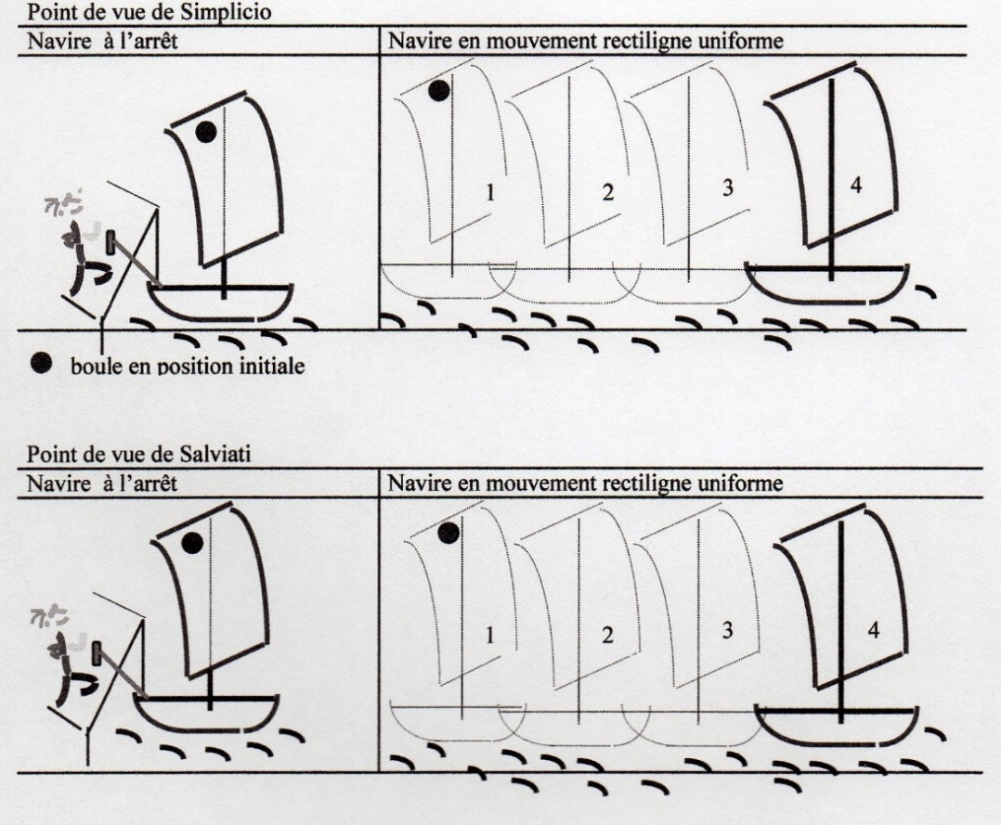 Point de vue de Simplicio
Navire à l’arrêt
Navire en mouvement rectiligne uniforme
1
2
3
4
boule en position initiale
Point de vue de Salviati
Navire à l’arrêt
Navire en mouvement rectiligne uniforme
1
2
3
4